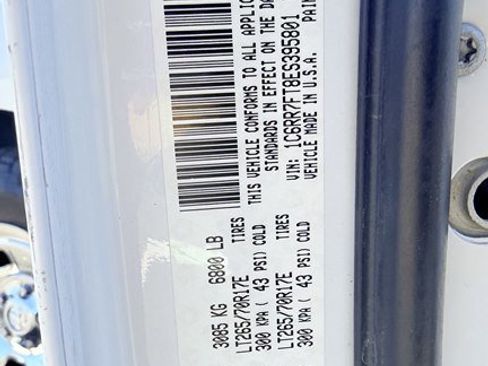 3085 KG 6800 LB
LT265/70R17E TIRES
300 KPA ( 43 PSI) COLD
LT265/70R17E TIRES
300 KPA ( 43 PSI) COLD
THIS VEHICLE CONFORMS TO ALL APPLIC
STANDARDS IN EFFECT ON THE DA
VIN: 1C6RR7FT8ES395801
VEHICLE MADE IN U.S.A. PAIN